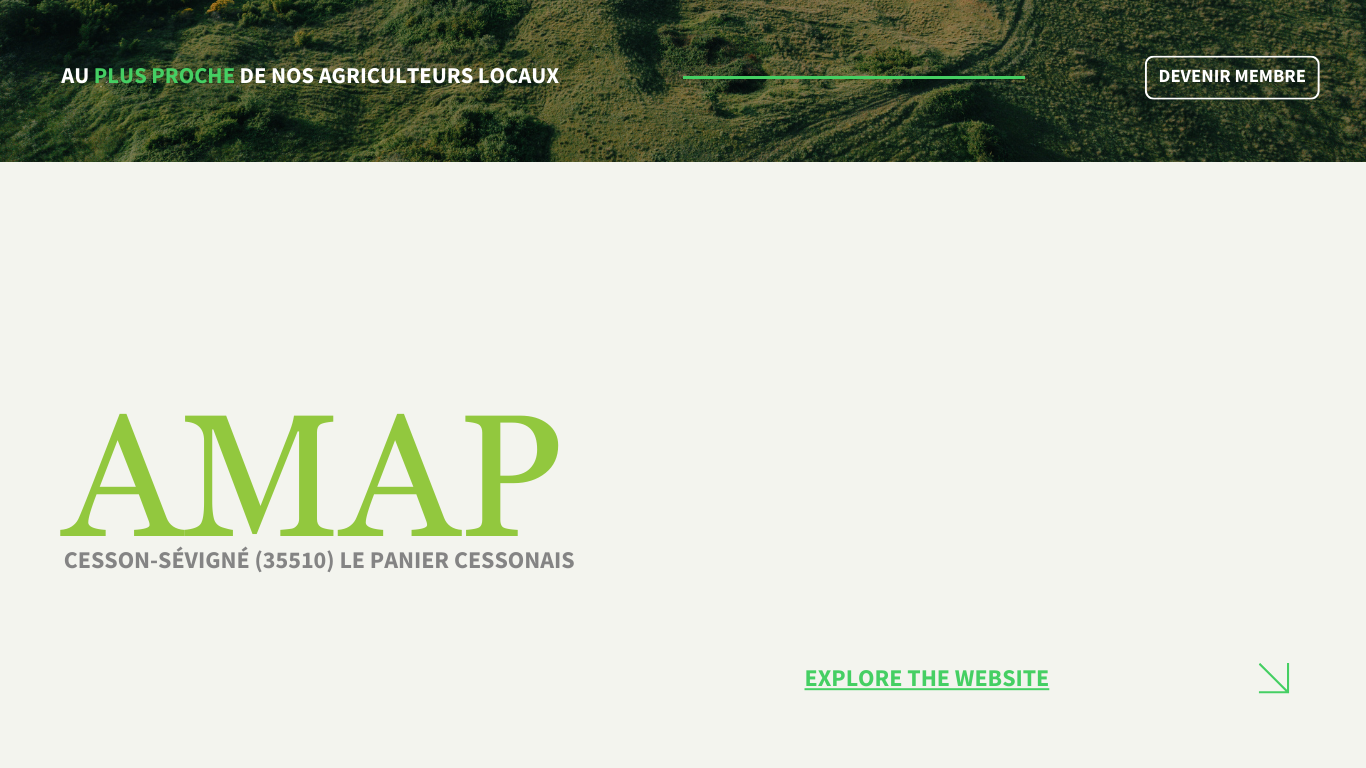 AU PLUS PROCHE DE NOS AGRICULTEURS LOCAUX
DEVENIR MEMBRE
AMAP
CESSON-SÉVIGNÉ (35510) LE PANIER CESSONAIS
EXPLORE THE WEBSITE